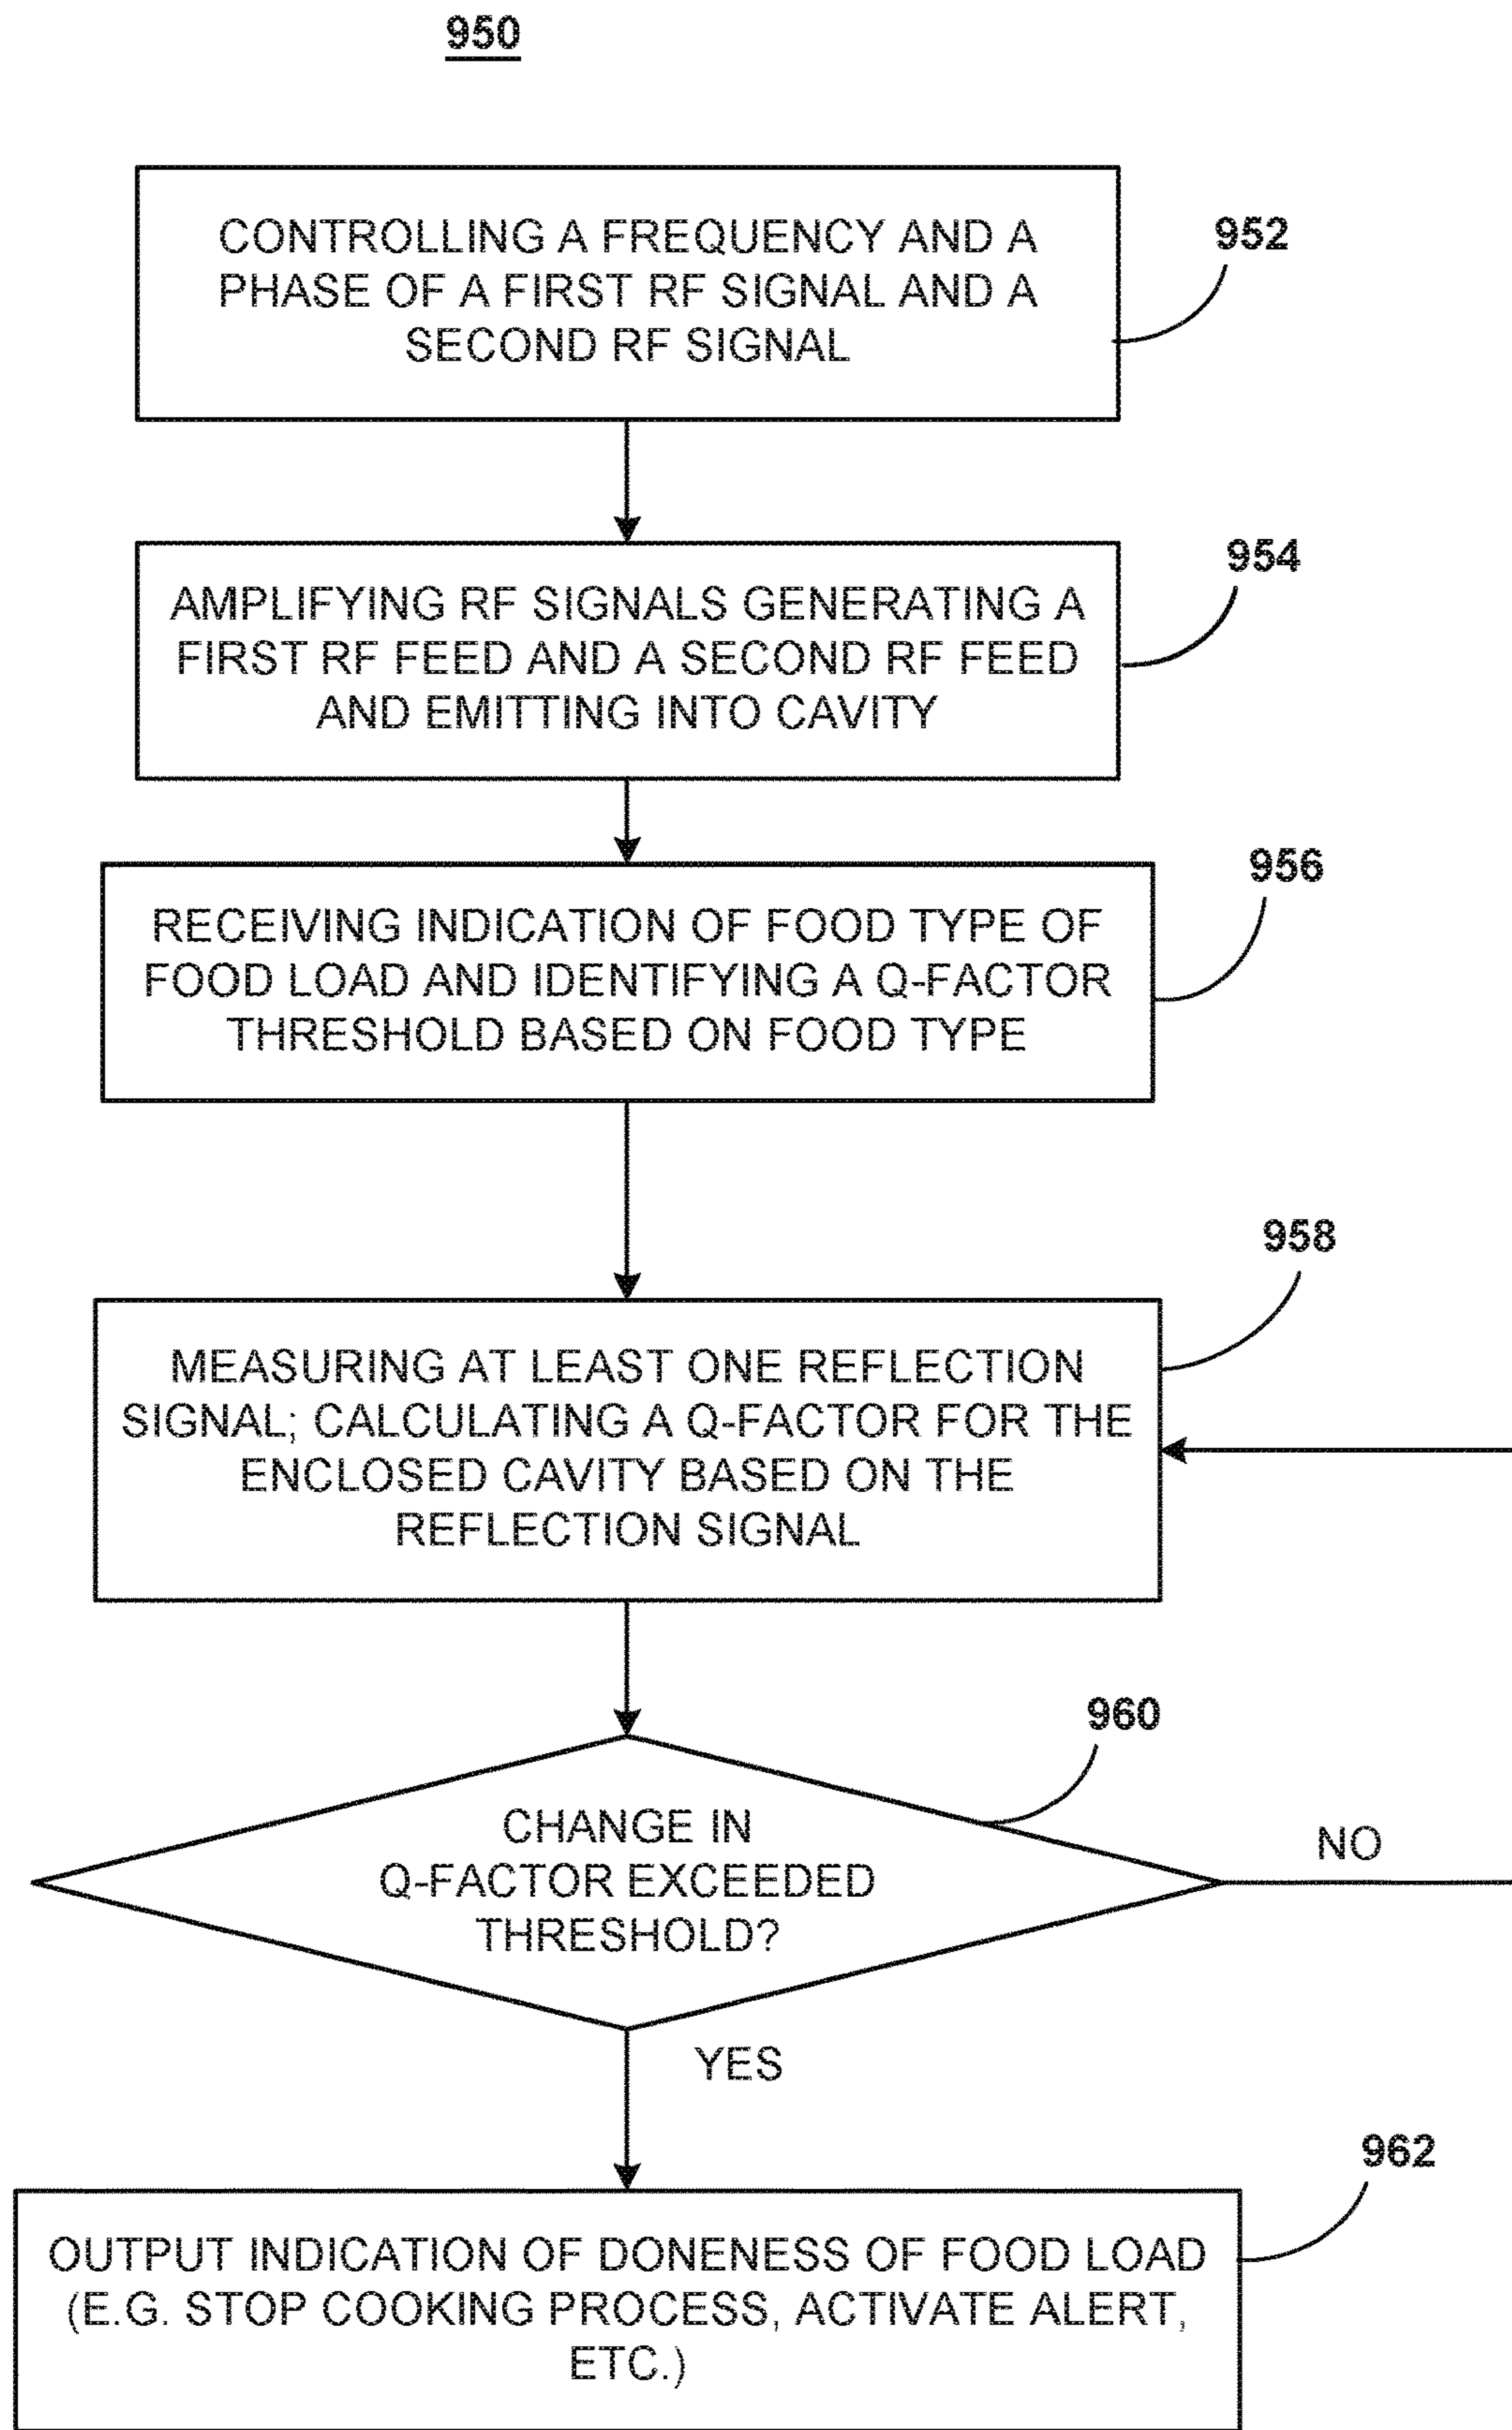 950
CONTROLLING A FREQUENCY AND A
PHASE OF A FIRST RF SIGNAL AND A
SECOND RF SIGNAL
952
AMPLIFYING RF SIGNALS GENERATING A
FIRST RF FEED AND A SECOND RF FEED
AND EMITTING INTO CAVITY
954
RECEIVING INDICATION OF FOOD TYPE OF
FOOD LOAD AND IDENTIFYING A Q-FACTOR
THRESHOLD BASED ON FOOD TYPE
956
MEASURING AT LEAST ONE REFLECTION
SIGNAL; CALCULATING A Q-FACTOR FOR THE
ENCLOSED CAVITY BASED ON THE
REFLECTION SIGNAL
958
CHANGE IN
Q-FACTOR EXCEEDED
THRESHOLD?
960
NO
YES
OUTPUT INDICATION OF DONENESS OF FOOD LOAD
(E.G. STOP COOKING PROCESS, ACTIVATE ALERT,
ETC.)
962